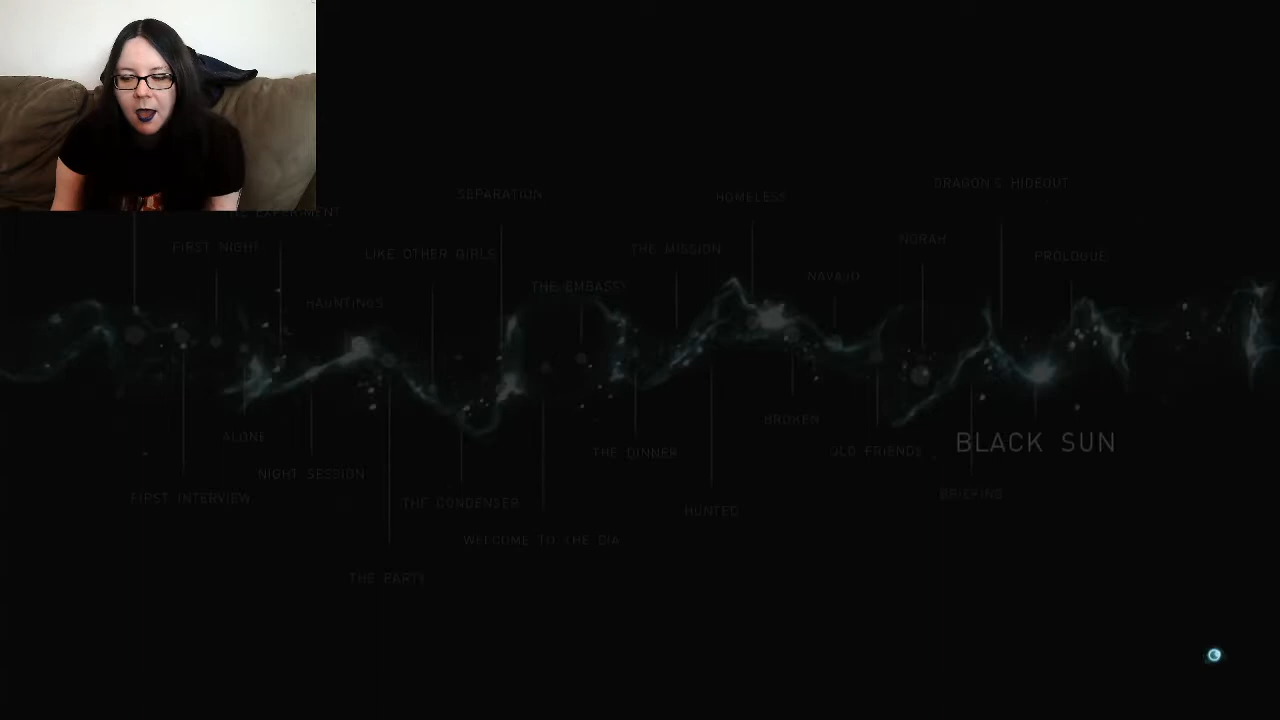 DRAGON'S HIDEOUT
SEPARATION
HOMELESS
THE EXPERIMENT
NORAH
FIRST NIGHT
THE MISSION
LIKE OTHER GIRLS
PROLOGUE
NAVAJO
THE EMBASSY
HAUNTINGS
BROKEN
ALONE
BLACK SUN
OLD FRIENDS
THE DINNER
NIGHT SESSION
BRIEFING
FIRST INTERVIEW
THE CONDENSER
HUNTED
WELCOME TO THE DIA
THE PARTY